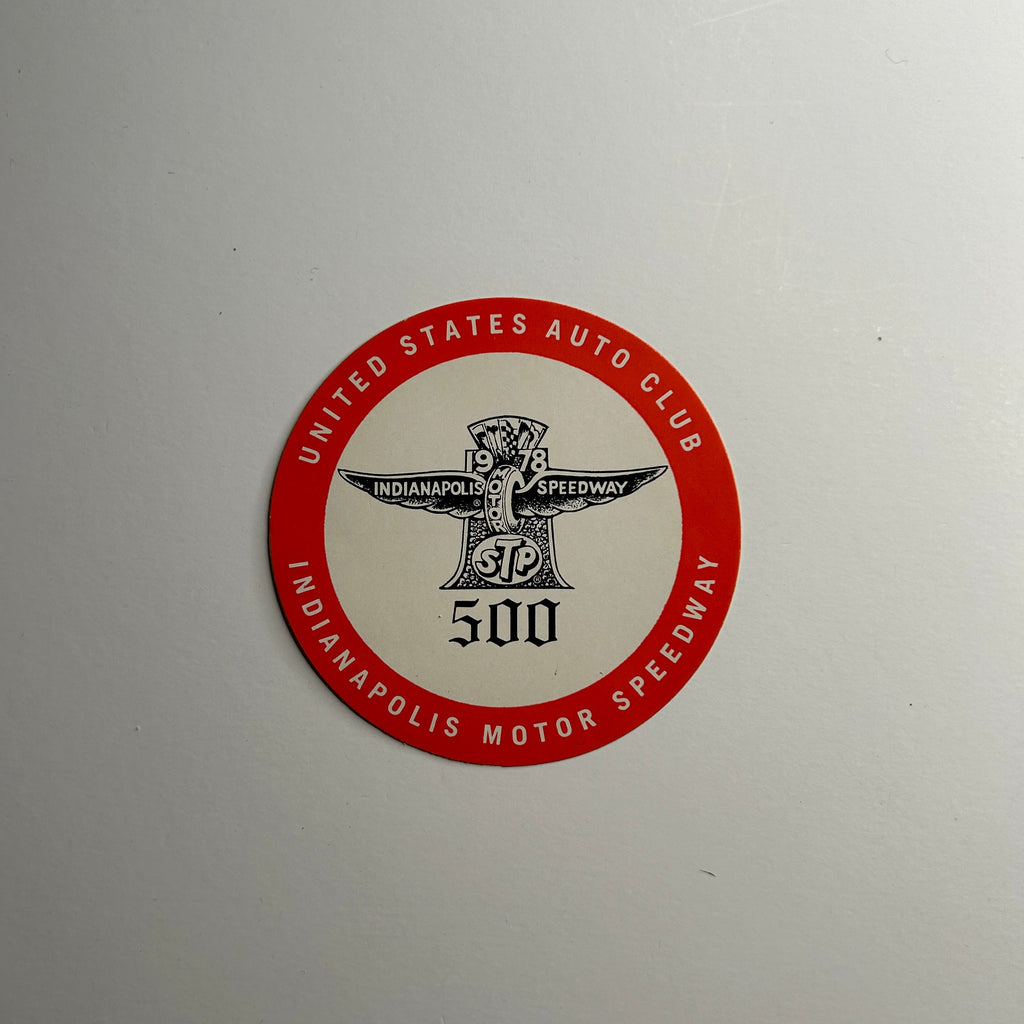 UNITED STATES AUTO CLUB
1978
INDIANAPOLIS MOTOR SPEEDWAY
®
STP
®
500
INDIANAPOLIS MOTOR SPEEDWAY